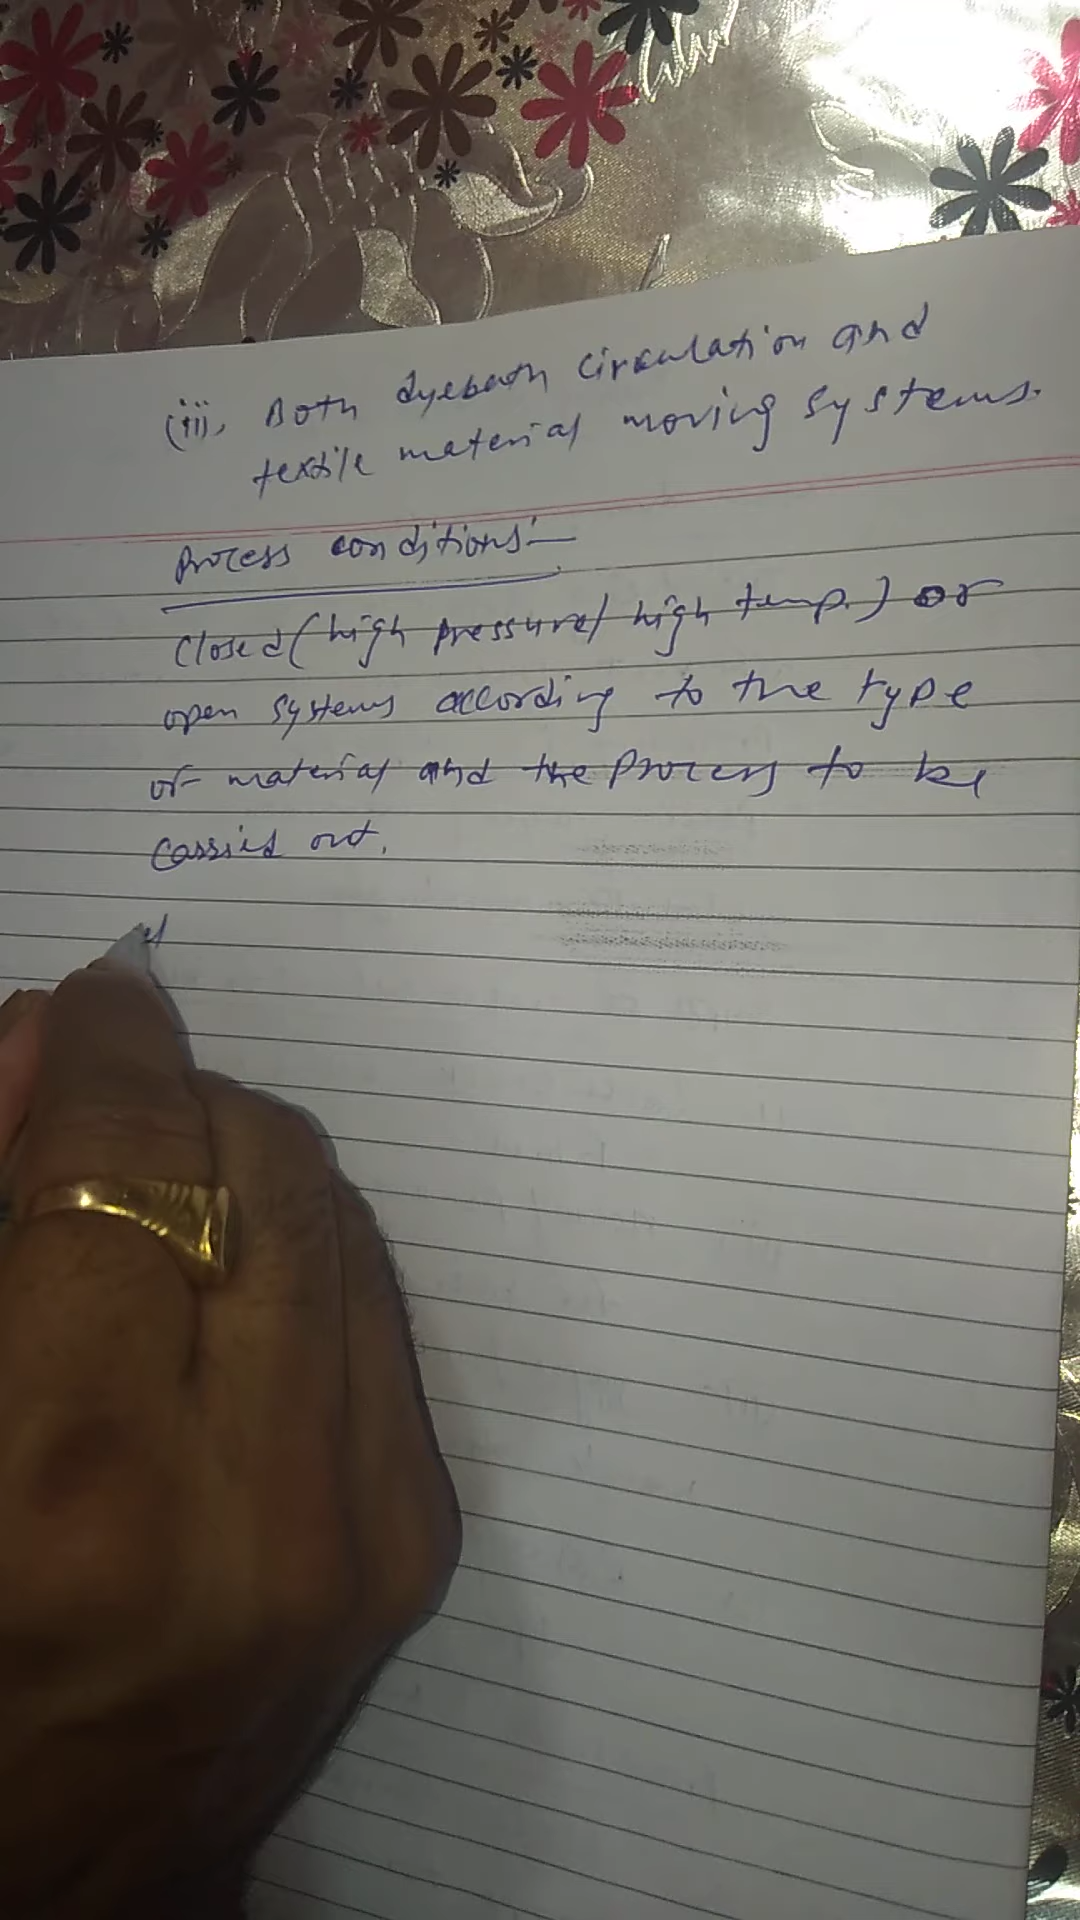 (iii), Both dyebath circulation and
textile material moving systems.
Process conditions:-
Closed (high pressure/ high temp.) or
open systems according to the type
of material and the process to be
carried out.